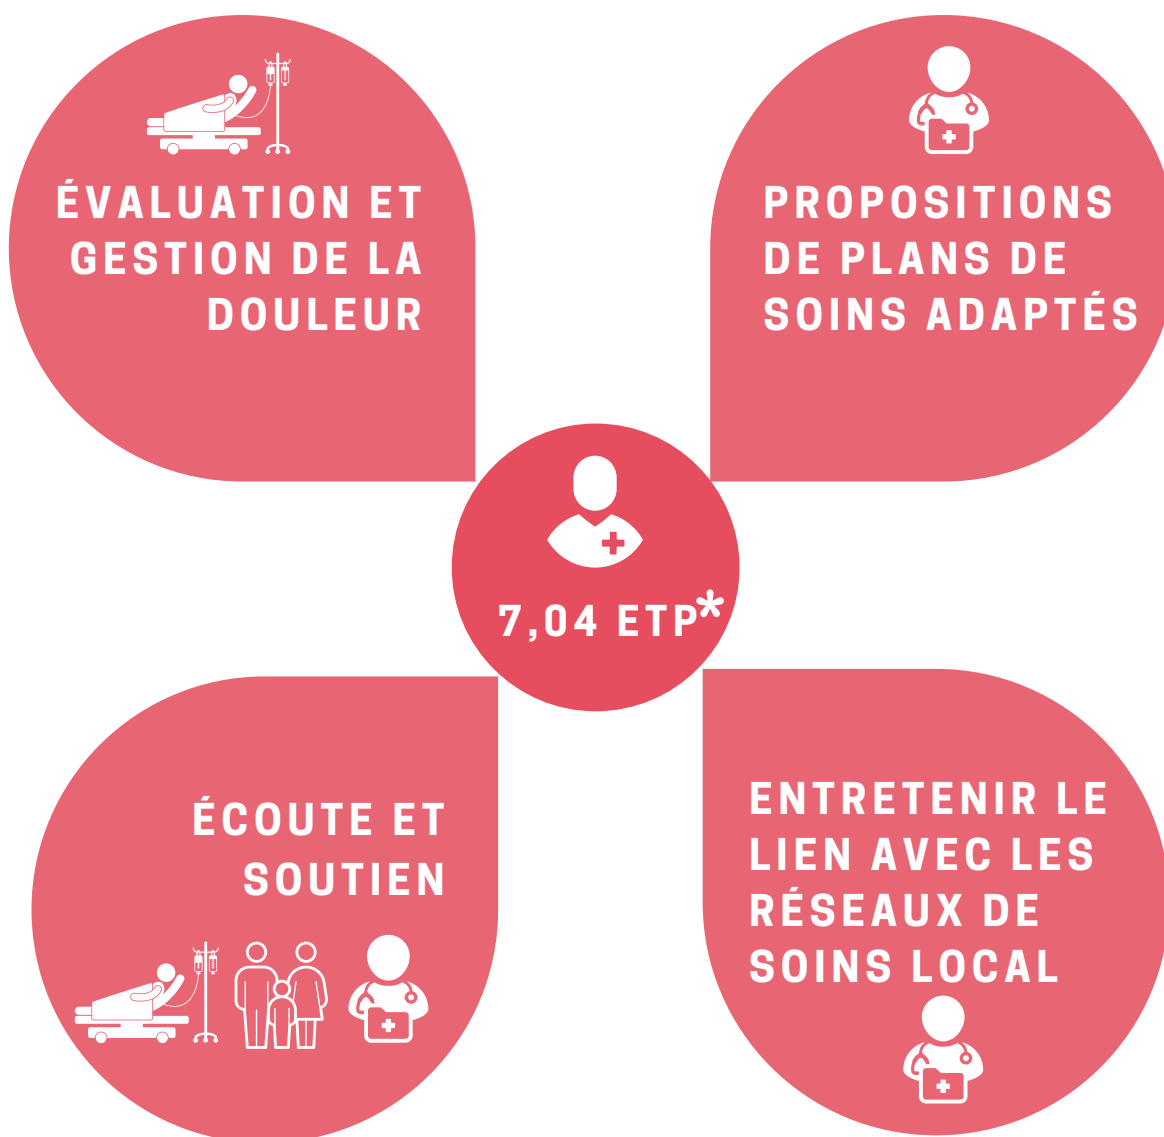 ÉVALUATION ET
GESTION DE LA
DOULEUR
PROPOSITIONS
DE PLANS DE
SOINS ADAPTÉS
7,04 ETP*
ÉCOUTE ET
SOUTIEN
ENTRETENIR LE
LIEN AVEC LES
RÉSEAUX DE
SOINS LOCAL